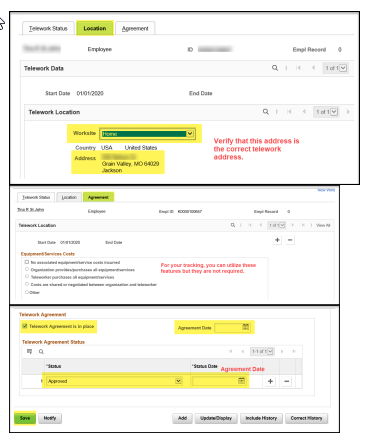 Telework Status Location Agreement
Employee ID Empl Record 0
Telework Data 1 of 1
Start Date 01/01/2020 End Date
Telework Location 1 of 1
Worksite Home
Country USA United States
Address
Grain Valley, MO 64029
Jackson
Verify that this address is
the correct telework
address.
View Web
Telework Status Location Agreement
Tina R St.John Employee Empl ID Empl Record 0
Telework Location 1 of 1 View All
Start Date 01/01/2020 End Date
Equipment/Services Costs
No associated equipment/service costs incurred
Organization provides/purchases all equipment/services
Teleworker purchases all equipment/services
Costs are shared or negotiated between organization and teleworker
Other
For your tracking, you can utilize these
features but they are not required.
Telework Agreement
Telework Agreement is in place Agreement Date
Telework Agreement Status
1-1 of 1
*Status *Status Date Agreement Date
1 Approved
Save Notify Add Update/Display Include History Correct History